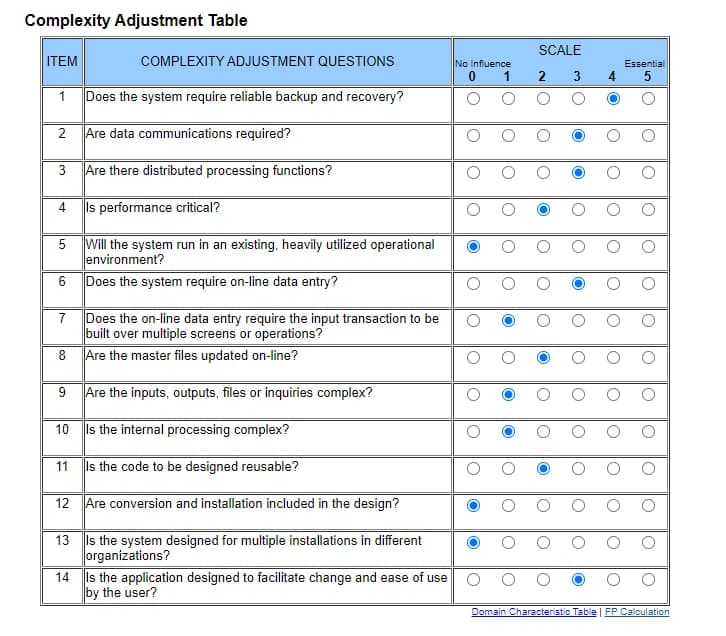 Complexity Adjustment Table
ITEM COMPLEXITY ADJUSTMENT QUESTIONS SCALE
No Influence Essential
0 1 2 3 4 5
1 Does the system require reliable backup and recovery?
2 Are data communications required?
3 Are there distributed processing functions?
4 Is performance critical?
5 Will the system run in an existing, heavily utilized operational
environment?
6 Does the system require on-line data entry?
7 Does the on-line data entry require the input transaction to be
built over multiple screens or operations?
8 Are the master files updated on-line?
9 Are the inputs, outputs, files or inquiries complex?
10 Is the internal processing complex?
11 Is the code to be designed reusable?
12 Are conversion and installation included in the design?
13 Is the system designed for multiple installations in different
organizations?
14 Is the application designed to facilitate change and ease of use
by the user?
Domain Characteristic Table | FP Calculation